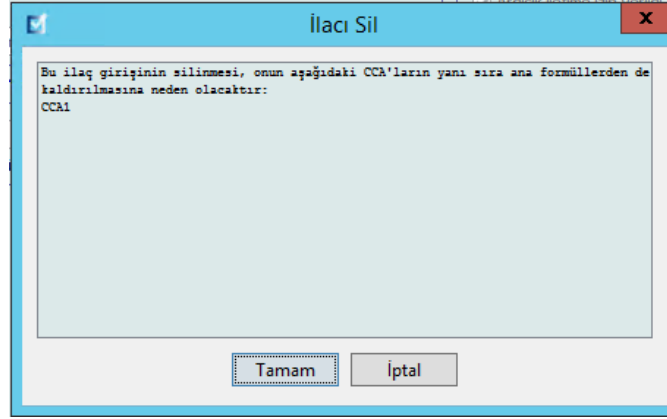 İlacı Sil
x
Bu ilaç girişinin silinmesi, onun aşağıdaki CCA'ların yanı sıra ana formüllerden de
kaldırılmasına neden olacaktır:
CCA1
Tamam
İptal